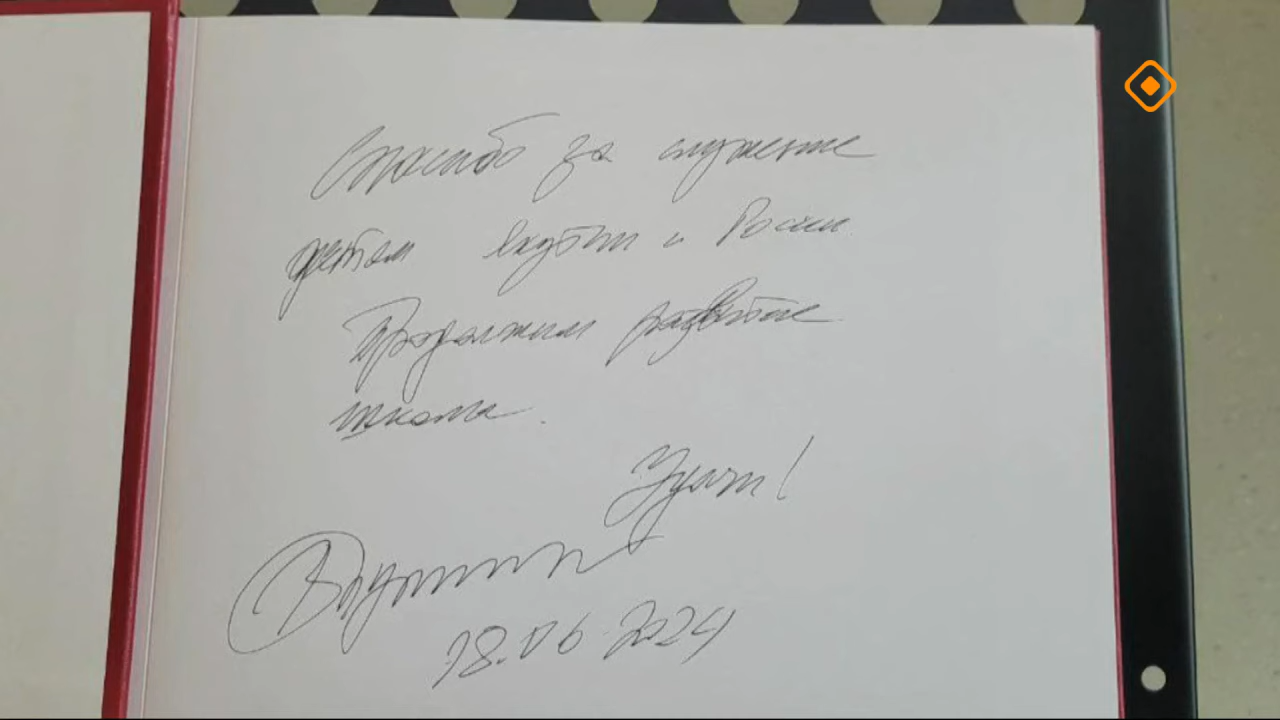 Спасибо за служение
детям Якутии и России
Продолжим развитие
школы.
Удачи!
18.06.2024